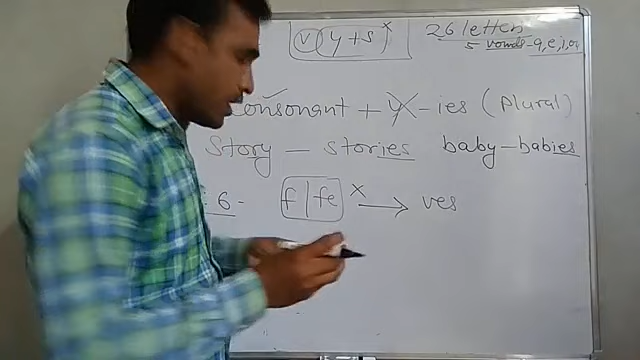 v y+s x 26 letters
5 vowels - a, e, i, o, u
consonant + y - ies (Plural)
Story - stories baby - babies
6 - f | fe x → ves